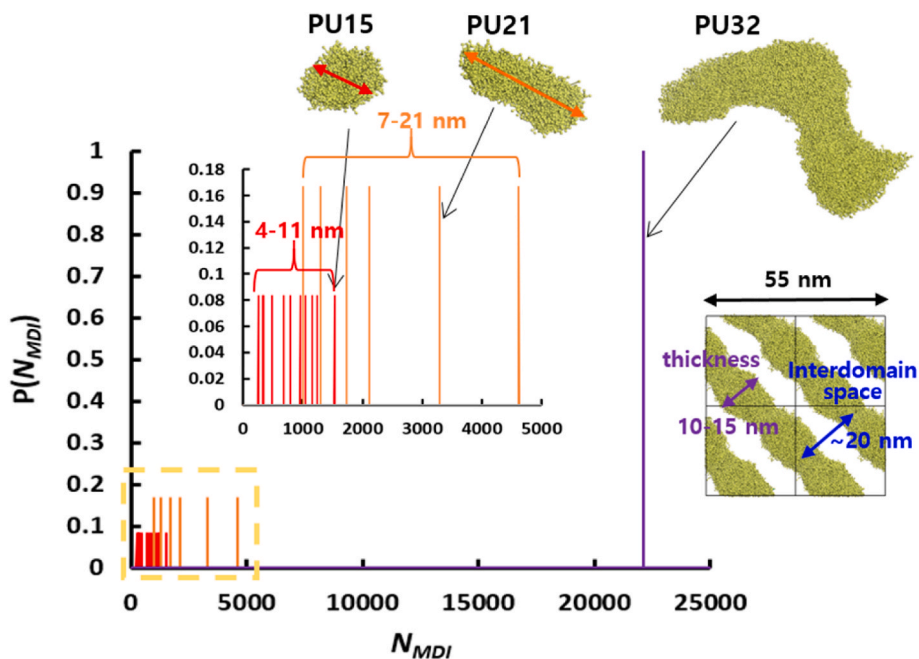 PU15
PU21
PU32
7-21 nm
4-11 nm
0.18
0.16
0.14
0.12
0.1
0.08
0.06
0.04
0.02
0
0
1000
2000
3000
4000
5000
P(N_MDI)
1
0.9
0.8
0.7
0.6
0.5
0.4
0.3
0.2
0.1
0
0
5000
10000
15000
20000
25000
N_MDI
55 nm
thickness
10-15 nm
Interdomain
space
~20 nm